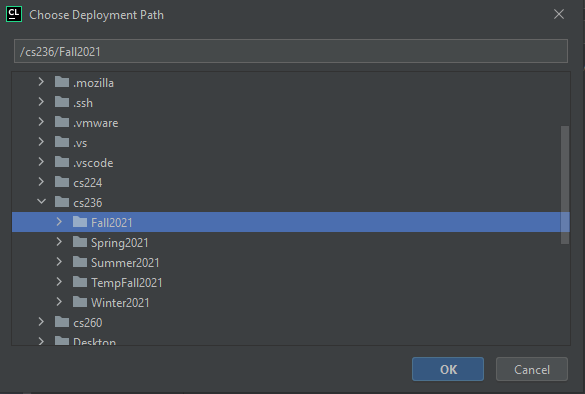 CL Choose Deployment Path
/cs236/Fall2021
.mozilla
.ssh
.vmware
.vs
.vscode
cs224
cs236
Fall2021
Spring2021
Summer2021
TempFall2021
Winter2021
cs260
Desktop
OK Cancel